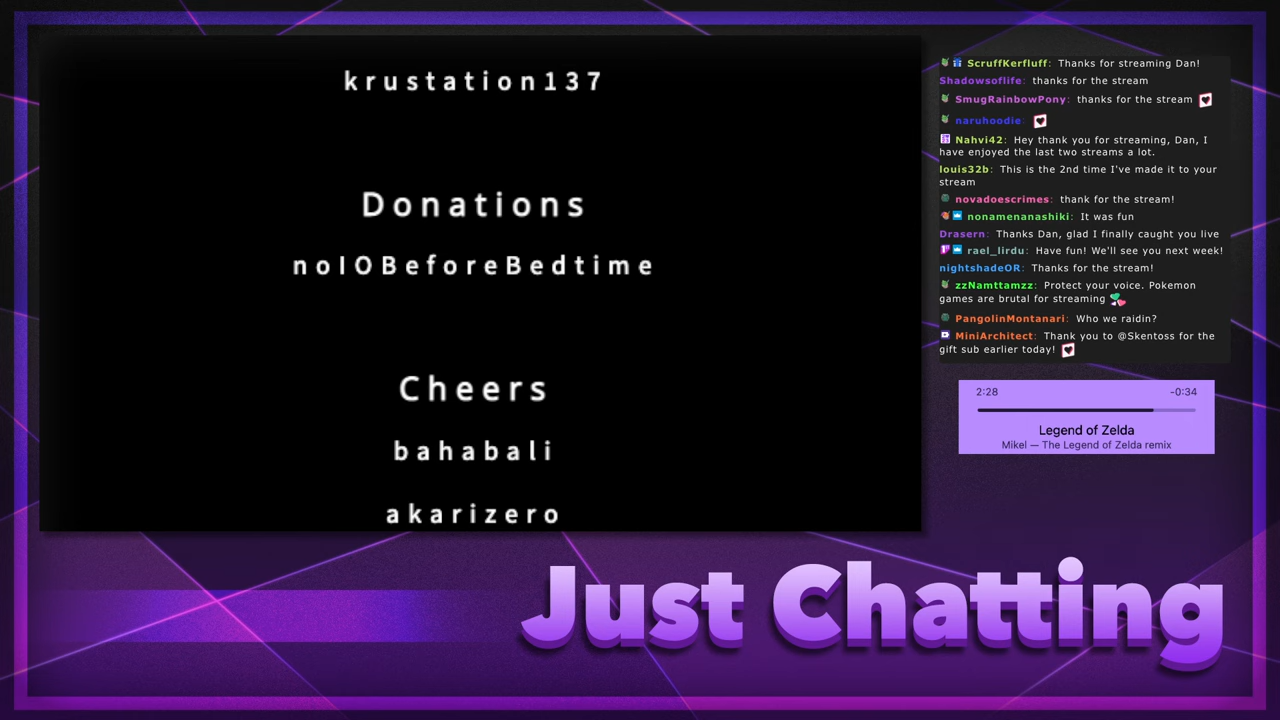 krustation137
Donations
noIOBeforeBedtime
Cheers
bahabali
akarizero
ScruffKerfluff: Thanks for streaming Dan!
Shadowsoflife: thanks for the stream
SmugRainbowPony: thanks for the stream
naruhoodie:
Nahvi42: Hey thank you for streaming, Dan, I
have enjoyed the last two streams a lot.
louis32b: This is the 2nd time I've made it to your
stream
novadoescrimes: thank for the stream!
nonamenanashiki: It was fun
Drasern: Thanks Dan, glad I finally caught you live
rael_lirdu: Have fun! We'll see you next week!
nightshadeOR: Thanks for the stream!
zzNamttamzz: Protect your voice. Pokemon
games are brutal for streaming
PangolinMontanari: Who we raidin?
MiniArchitect: Thank you to @Skentoss for the
gift sub earlier today!
2:28 -0:34
Legend of Zelda
Mikel — The Legend of Zelda remix
Just Chatting